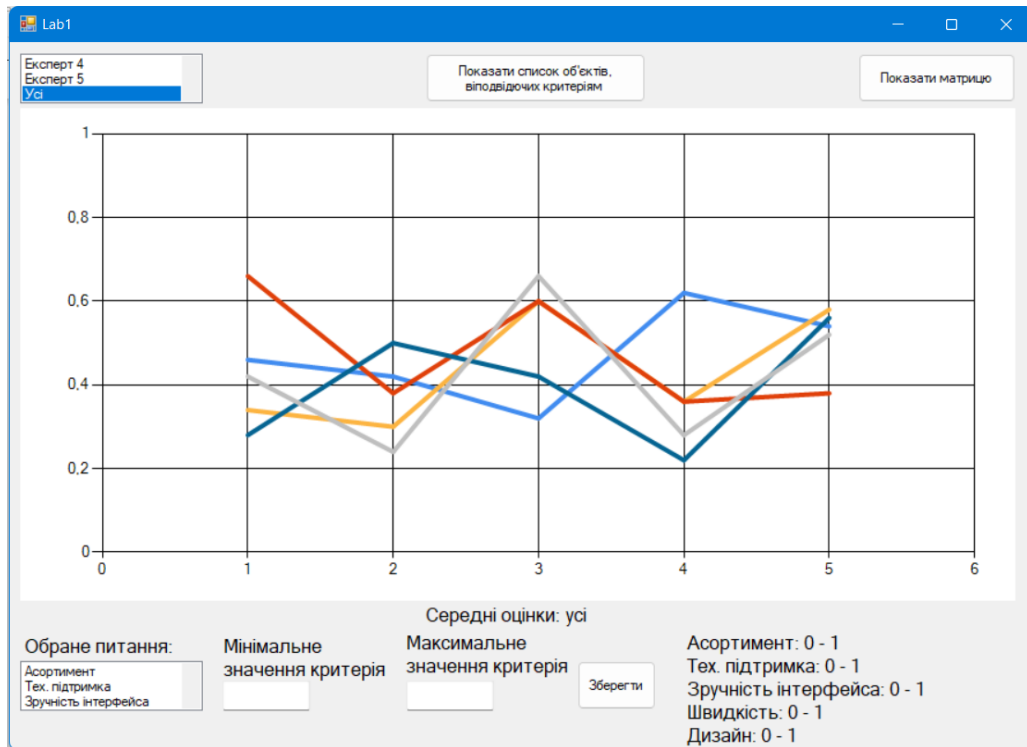 Lab1
Експерт 4
Експерт 5
Усі
Показати список об'єктів,
віподвідючих критеріям
Показати матрицю
1
0,8
0,6
0,4
0,2
0
0 1 2 3 4 5 6
Середні оцінки: усі
Обране питання:
Асортимент
Тех. підтримка
Зручність інтерфейса
Мінімальне
значення критерія
Максимальне
значення критерія
Зберегти
Асортимент: 0 - 1
Тех. підтримка: 0 - 1
Зручність інтерфейса: 0 - 1
Швидкість: 0 - 1
Дизайн: 0 - 1